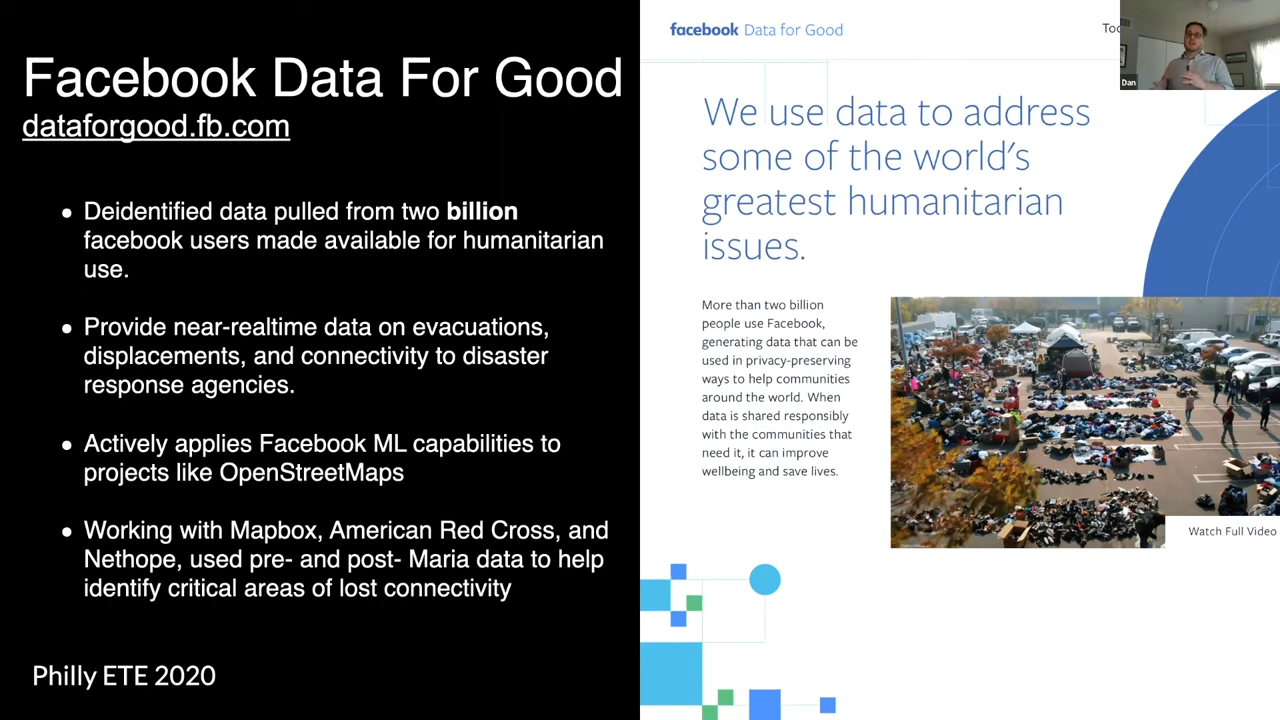 Facebook Data For Good
dataforgood.fb.com
• Deidentified data pulled from two billion
facebook users made available for humanitarian
use.
• Provide near-realtime data on evacuations,
displacements, and connectivity to disaster
response agencies.
• Actively applies Facebook ML capabilities to
projects like OpenStreetMaps
• Working with Mapbox, American Red Cross, and
Nethope, used pre- and post- Maria data to help
identify critical areas of lost connectivity
Philly ETE 2020
facebook Data for Good
Dan
We use data to address
some of the world's
greatest humanitarian
issues.
More than two billion
people use Facebook,
generating data that can be
used in privacy-preserving
ways to help communities
around the world. When
data is shared responsibly
with the communities that
need it, it can improve
wellbeing and save lives.
Watch Full Video